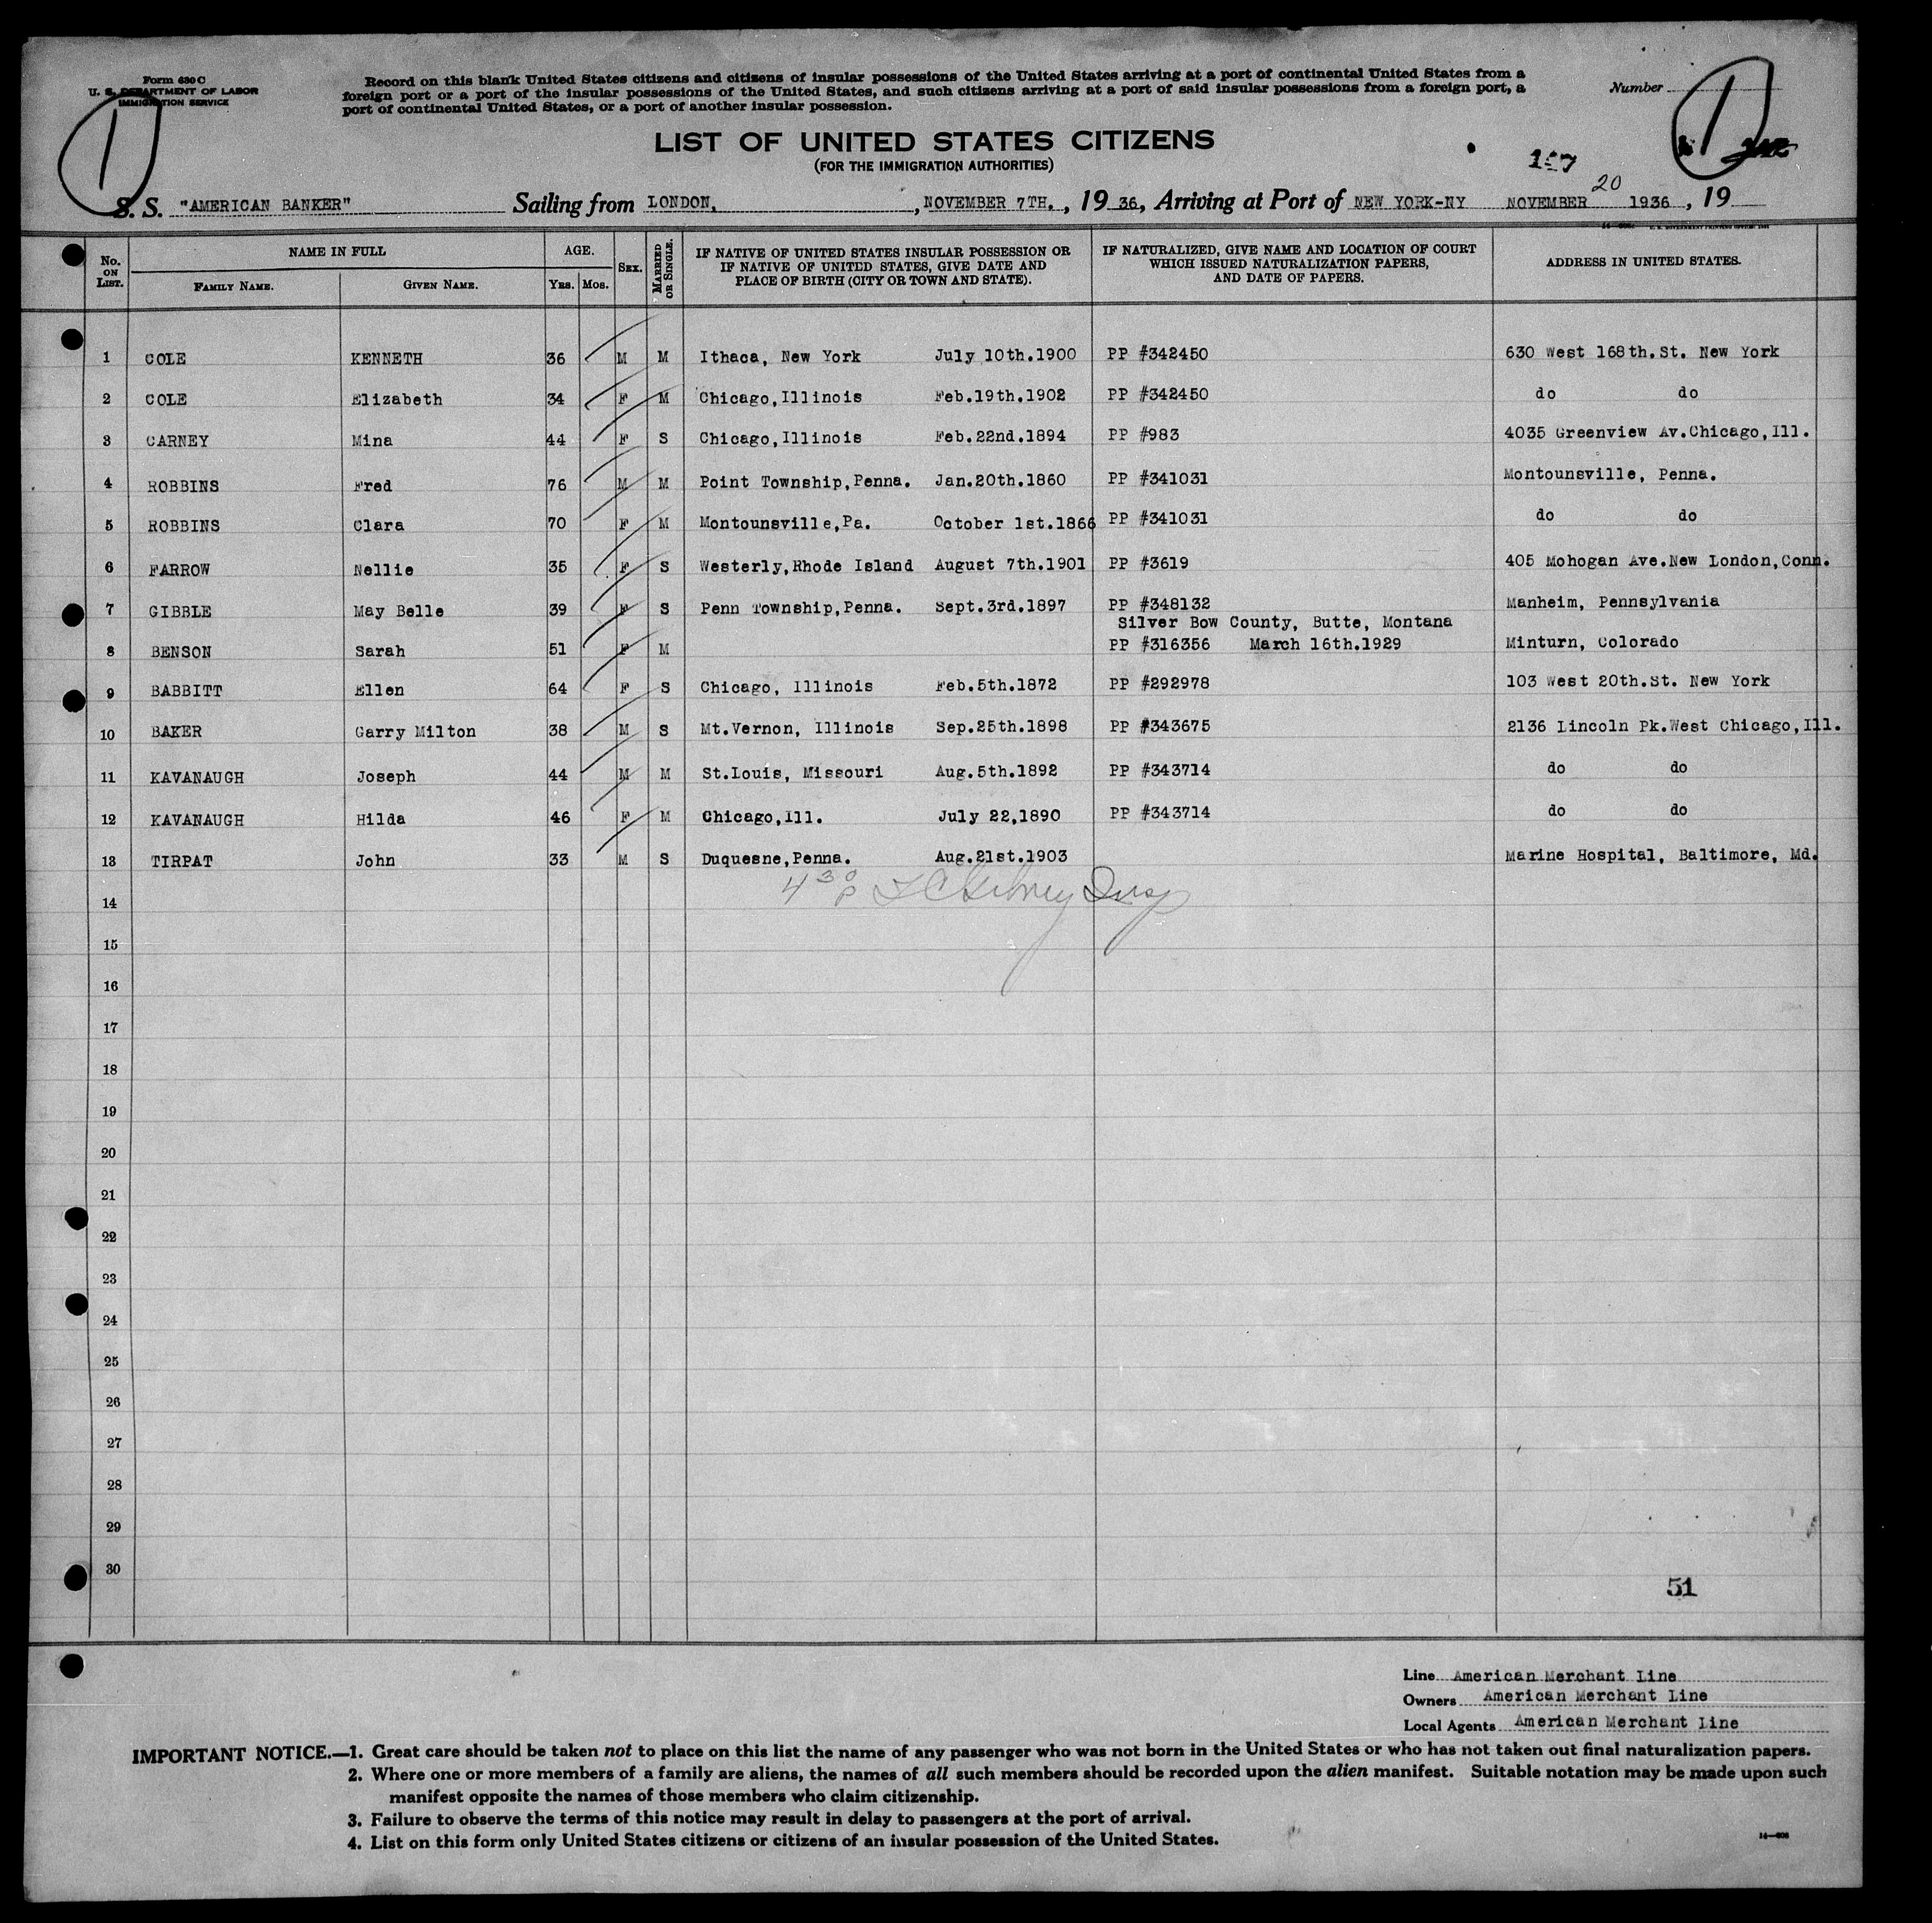 Form 630 C
U. S. DEPARTMENT OF LABOR
IMMIGRATION SERVICE
Record on this blank United States citizens and citizens of insular possessions of the United States arriving at a port of continental United States from a
foreign port or a port of the insular possessions of the United States, and such citizens arriving at a port of said insular possessions from a foreign port, a
port of continental United States, or a port of another insular possession.
Number
1
1
LIST OF UNITED STATES CITIZENS
(FOR THE IMMIGRATION AUTHORITIES)
S. S. "AMERICAN BANKER" Sailing from LONDON, , NOVEMBER 7TH. , 19 36, Arriving at Port of NEW YORK-NY NOVEMBER 20 1936 , 19
No. ON LIST. NAME IN FULL AGE. SEX. MARRIED OR SINGLE. IF NATIVE OF UNITED STATES INSULAR POSSESSION OR IF NATIVE OF UNITED STATES, GIVE DATE AND PLACE OF BIRTH (CITY OR TOWN AND STATE). IF NATURALIZED, GIVE NAME AND LOCATION OF COURT WHICH ISSUED NATURALIZATION PAPERS, AND DATE OF PAPERS. ADDRESS IN UNITED STATES.
FAMILY NAME. GIVEN NAME. YRS. MOS.
1 COLE KENNETH 36 M M Ithaca, New York July 10th.1900 PP #342450 630 West 168th.St. New York
2 COLE Elizabeth 34 F M Chicago,Illinois Feb.19th.1902 PP #342450 do do
3 CARNEY Mina 44 F S Chicago,Illinois Feb.22nd.1894 PP #983 4035 Greenview Av.Chicago,Ill.
4 ROBBINS Fred 76 M M Point Township,Penna. Jan.20th.1860 PP #341031 Montounsville, Penna.
5 ROBBINS Clara 70 F M Montounsville,Pa. October 1st.1866 PP #341031 do do
6 FARROW Nellie 35 F S Westerly,Rhode Island August 7th.1901 PP #3619 405 Mohogan Ave.New London,Conn.
7 GIBBLE May Belle 39 F S Penn Township,Penna. Sept.3rd.1897 PP #348132 Manheim, Pennsylvania
Silver Bow County, Butte, Montana
8 BENSON Sarah 51 F M PP #316356 March 16th.1929 Minturn, Colorado
9 BABBITT Ellen 64 F S Chicago, Illinois Feb.5th.1872 PP #292978 103 West 20th.St. New York
10 BAKER Garry Milton 38 M S Mt.Vernon, Illinois Sep.25th.1898 PP #343675 2136 Lincoln Pk.West Chicago,Ill.
11 KAVANAUGH Joseph 44 M M St.Louis, Missouri Aug.5th.1892 PP #343714 do do
12 KAVANAUGH Hilda 46 F M Chicago,Ill. July 22,1890 PP #343714 do do
13 TIRPAT John 33 M S Duquesne,Penna. Aug.21st.1903 Marine Hospital, Baltimore, Md.
4 30 P Insp
14
15
16
17
18
19
20
21
22
23
24
25
26
27
28
29
30
51
Line American Merchant Line
Owners American Merchant Line
Local Agents American Merchant Line
IMPORTANT NOTICE.—1. Great care should be taken not to place on this list the name of any passenger who was not born in the United States or who has not taken out final naturalization papers.
2. Where one or more members of a family are aliens, the names of all such members should be recorded upon the alien manifest. Suitable notation may be made upon such
manifest opposite the names of those members who claim citizenship.
3. Failure to observe the terms of this notice may result in delay to passengers at the port of arrival.
4. List on this form only United States citizens or citizens of an insular possession of the United States.